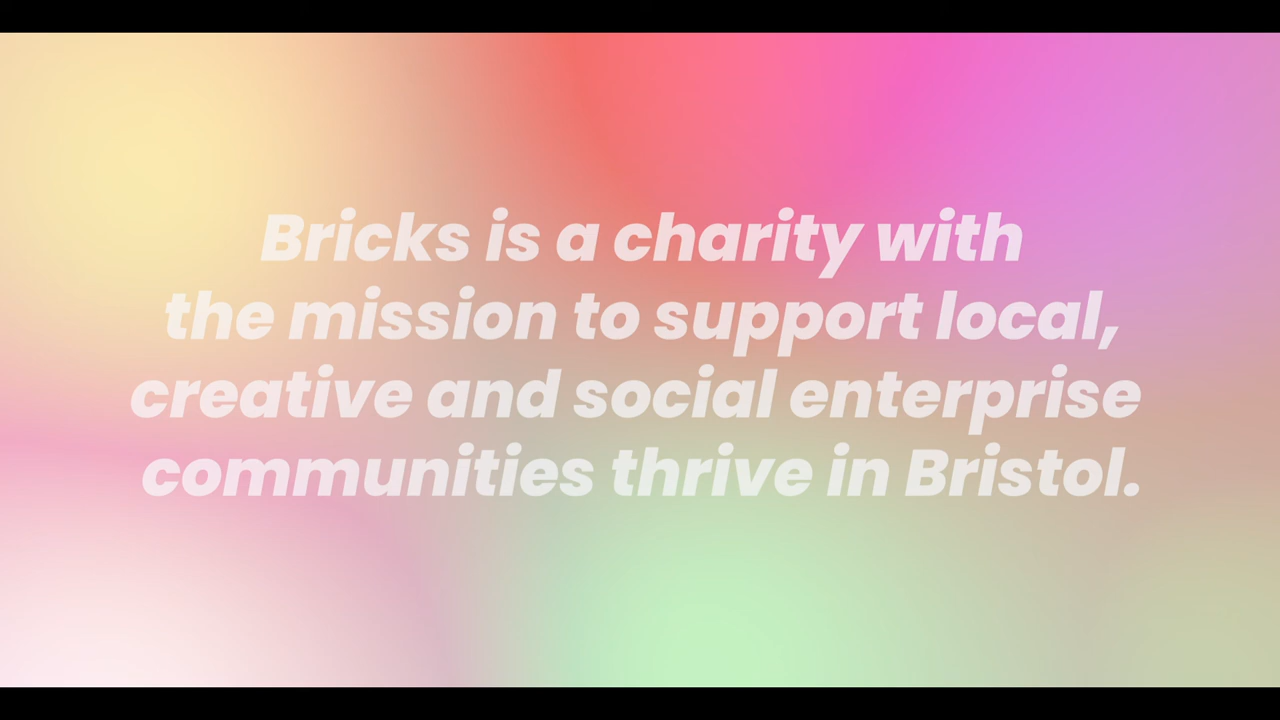 Bricks is a charity with
the mission to support local,
creative and social enterprise
communities thrive in Bristol.